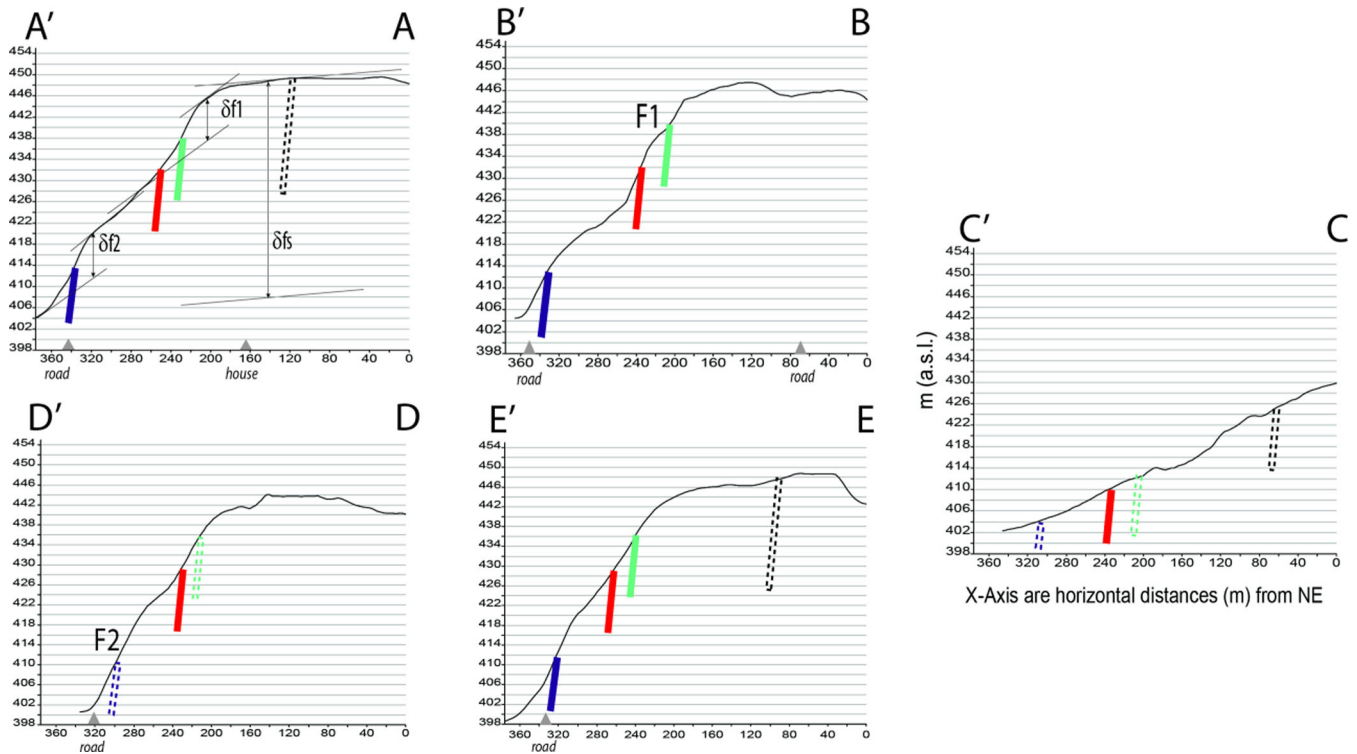 A'
A
454
450
446
442
438
434
430
426
422
418
414
410
406
402
398
δf1
δf2
δfs
320 280 240 200 160 120 80 40 0
road
house
B'
B
454
450
446
442
438
434
430
426
422
418
414
410
406
402
398
F1
360 320 280 240 200 160 120 80 40 0
road
road
C'
C
m (a.s.l.)
454
450
446
442
438
434
430
426
422
418
414
410
406
402
398
360 320 280 240 200 160 120 80 40 0
X-Axis are horizontal distances (m) from NE
D'
D
454
450
446
442
438
434
430
426
422
418
414
410
406
402
398
F2
360 320 280 240 200 160 120 80 40 0
road
E'
E
454
450
446
442
438
434
430
426
422
418
414
410
406
402
398
360 320 280 240 200 160 120 80 40 0
road